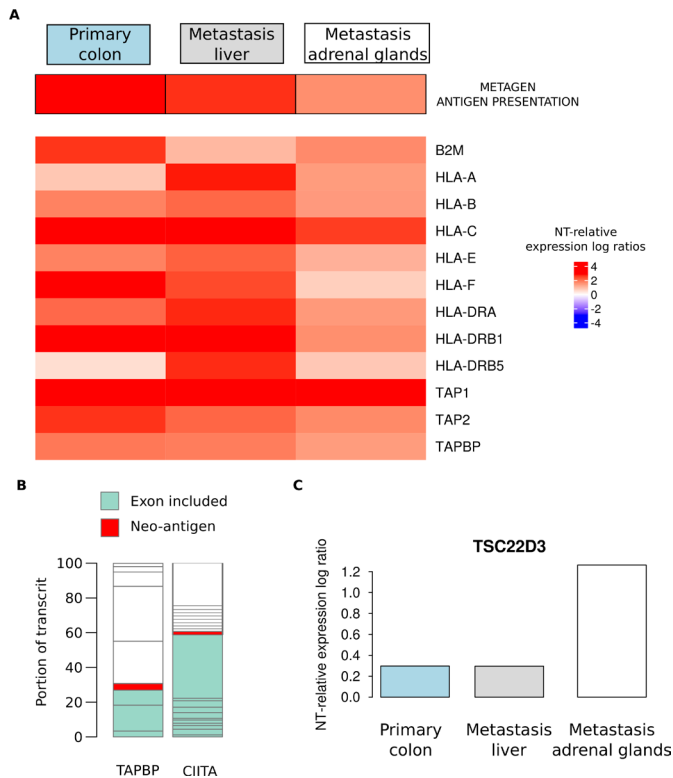 A
Primary
colon
Metastasis
liver
Metastasis
adrenal glands
METAGEN
ANTIGEN PRESENTATION
B2M
HLA-A
HLA-B
HLA-C
HLA-E
HLA-F
HLA-DRA
HLA-DRB1
HLA-DRB5
TAP1
TAP2
TAPBP
NT-relative
expression log ratios
4
2
0
-2
-4
B
Exon included
Neo-antigen
Portion of transcrit
100
80
60
40
20
0
TAPBP
CIITA
C
TSC22D3
NT-relative expression log ratio
1.2
1.0
0.8
0.6
0.4
0.2
0.0
Primary
colon
Metastasis
liver
Metastasis
adrenal glands